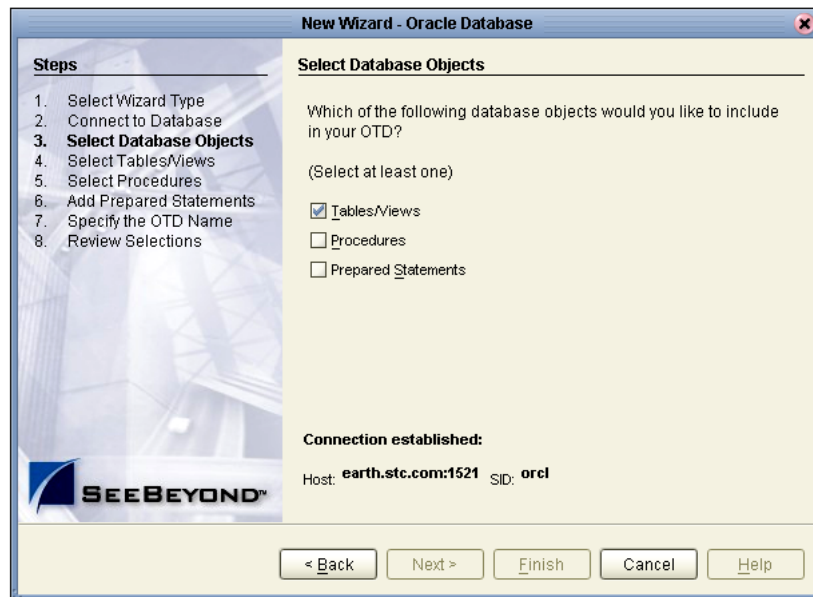 New Wizard - Oracle Database
Steps
1. Select Wizard Type
2. Connect to Database
3. Select Database Objects
4. Select Tables/Views
5. Select Procedures
6. Add Prepared Statements
7. Specify the OTD Name
8. Review Selections
SEEBEYOND™
Select Database Objects
Which of the following database objects would you like to include
in your OTD?
(Select at least one)
Tables/Views
Procedures
Prepared Statements
Connection established:
Host: earth.stc.com:1521 SID: orcl
< Back Next > Finish Cancel Help